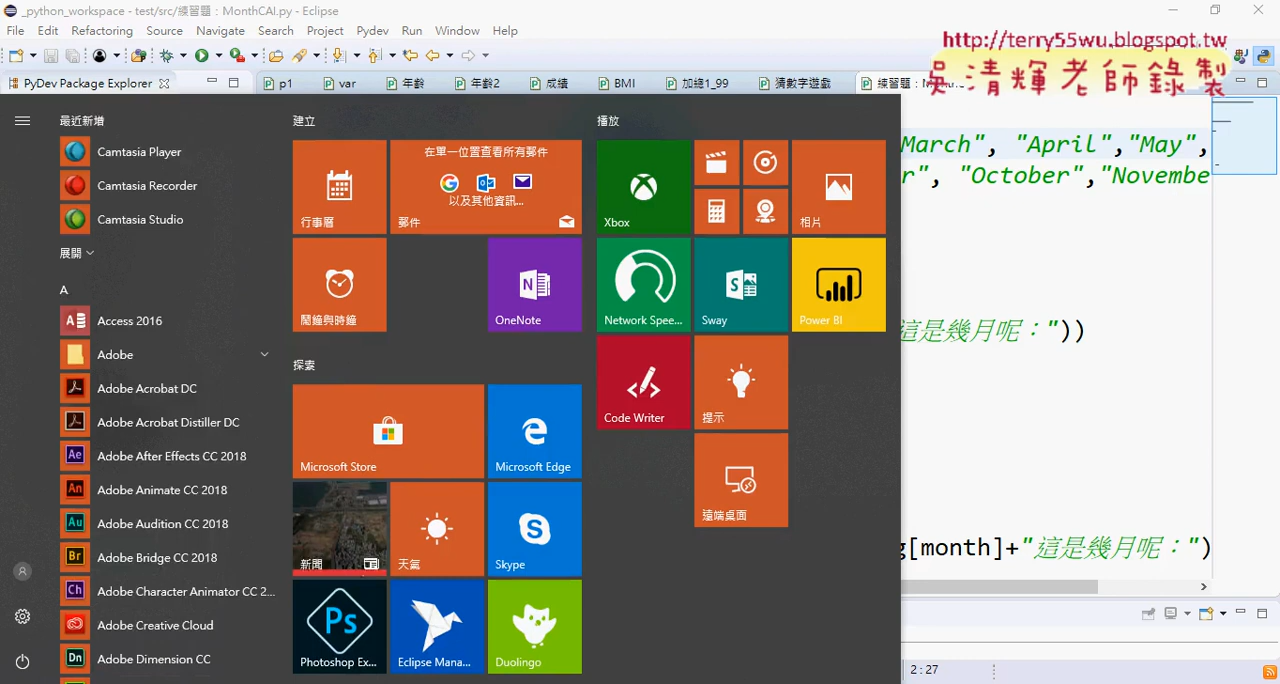 _python_workspace - test/src/練習題：MonthCAI.py - Eclipse
File Edit Refactoring Source Navigate Search Project Pydev Run Window Help
http://terry55wu.blogspot.tw
吳清輝老師錄製
PyDev Package Explorer
p1 var 年齡 年齡2 成績 BMI 加總1_99 猜數字遊戲
最近新增
Camtasia Player
Camtasia Recorder
Camtasia Studio
展開
A
Access 2016
Adobe
Adobe Acrobat DC
Adobe Acrobat Distiller DC
Adobe After Effects CC 2018
Adobe Animate CC 2018
Adobe Audition CC 2018
Adobe Bridge CC 2018
Adobe Character Animator CC 2...
Adobe Creative Cloud
Adobe Dimension CC
建立
行事曆
在單一位置查看所有郵件
以及其他資訊...
郵件
鬧鐘與時鐘
OneNote
探索
Microsoft Store
Microsoft Edge
新聞
天氣
Skype
Photoshop Ex...
Eclipse Mana...
Duolingo
播放
Xbox
相片
Network Spee...
Sway
Power BI
Code Writer
提示
遠端桌面
March", "April","May",
r", "October","Novembe
這是幾月呢："))
g[month]+"這是幾月呢：")
2:27